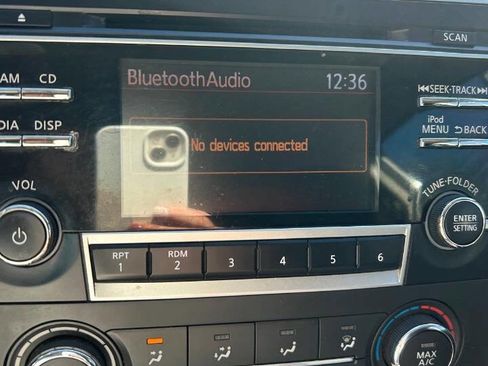 SCAN
BluetoothAudio 12:36
AM CD
SEEK·TRACK
No devices connected
DIA DISP
iPod
MENU BACK
VOL
TUNE·FOLDER
ENTER
SETTING
RPT
1
RDM
2
3
4
5
6
MAX
A/C